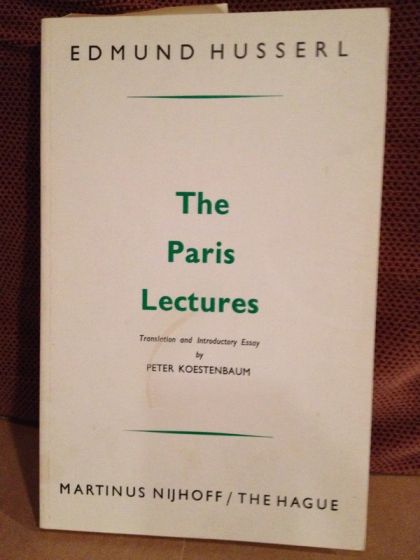 EDMUND HUSSERL
The
Paris
Lectures
Translation and Introductory Essay
by
PETER KOESTENBAUM
MARTINUS NIJHOFF / THE HAGUE